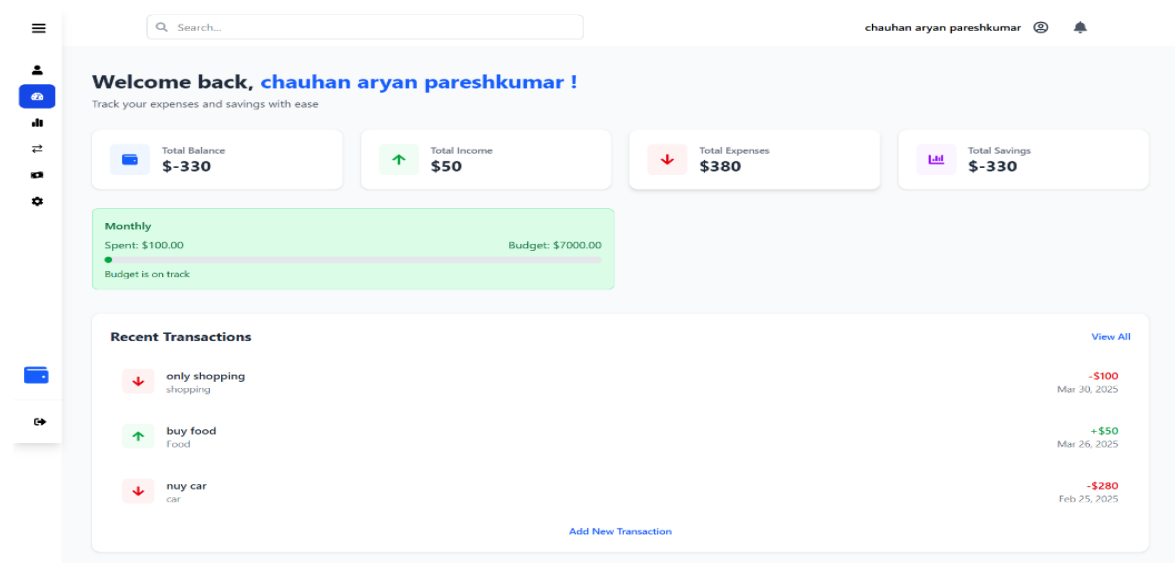 Search...
chauhan aryan pareshkumar
Welcome back, chauhan aryan pareshkumar !
Track your expenses and savings with ease
Total Balance
$-330
Total Income
$50
Total Expenses
$380
Total Savings
$-330
Monthly
Spent: $100.00 Budget: $7000.00
Budget is on track
Recent Transactions View All
only shopping -$100
shopping Mar 30, 2025
buy food +$50
Food Mar 26, 2025
nuy car -$280
car Feb 25, 2025
Add New Transaction